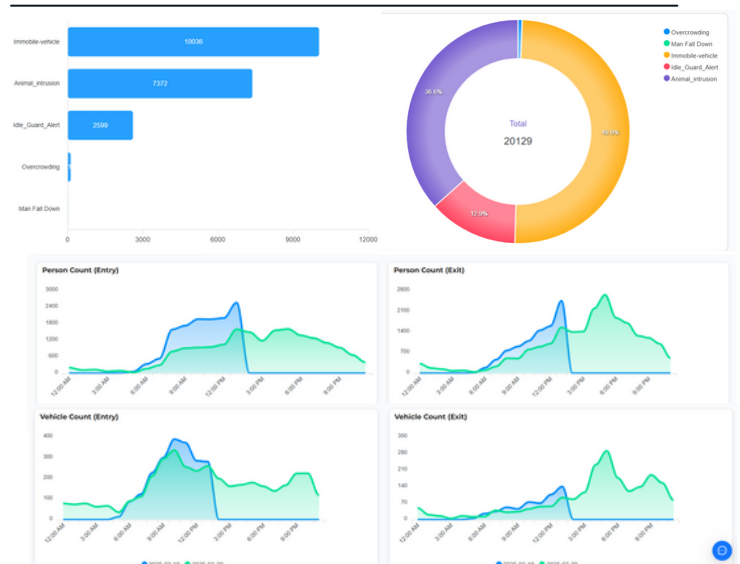 Immobile-vehicle
10036
Animal_intrusion
7372
Idle_Guard_Alert
2599
Overcrowding
Man Fall Down
0 3000 6000 9000 12000
Overcrowding
Man Fall Down
Immobile-vehicle
Idle_Guard_Alert
Animal_intrusion
36.6%
49.9%
12.9%
Total
20129
Person Count (Entry)
3000
2400
1800
1200
600
0
12:00 AM 3:00 AM 6:00 AM 9:00 AM 12:00 PM 3:00 PM 6:00 PM 9:00 PM
Person Count (Exit)
2800
2100
1400
700
0
12:00 AM 3:00 AM 6:00 AM 9:00 AM 12:00 PM 3:00 PM 6:00 PM 9:00 PM
Vehicle Count (Entry)
400
300
200
100
0
12:00 AM 3:00 AM 6:00 AM 9:00 AM 12:00 PM 3:00 PM 6:00 PM 9:00 PM
Vehicle Count (Exit)
350
280
210
140
70
0
12:00 AM 3:00 AM 6:00 AM 9:00 AM 12:00 PM 3:00 PM 6:00 PM 9:00 PM